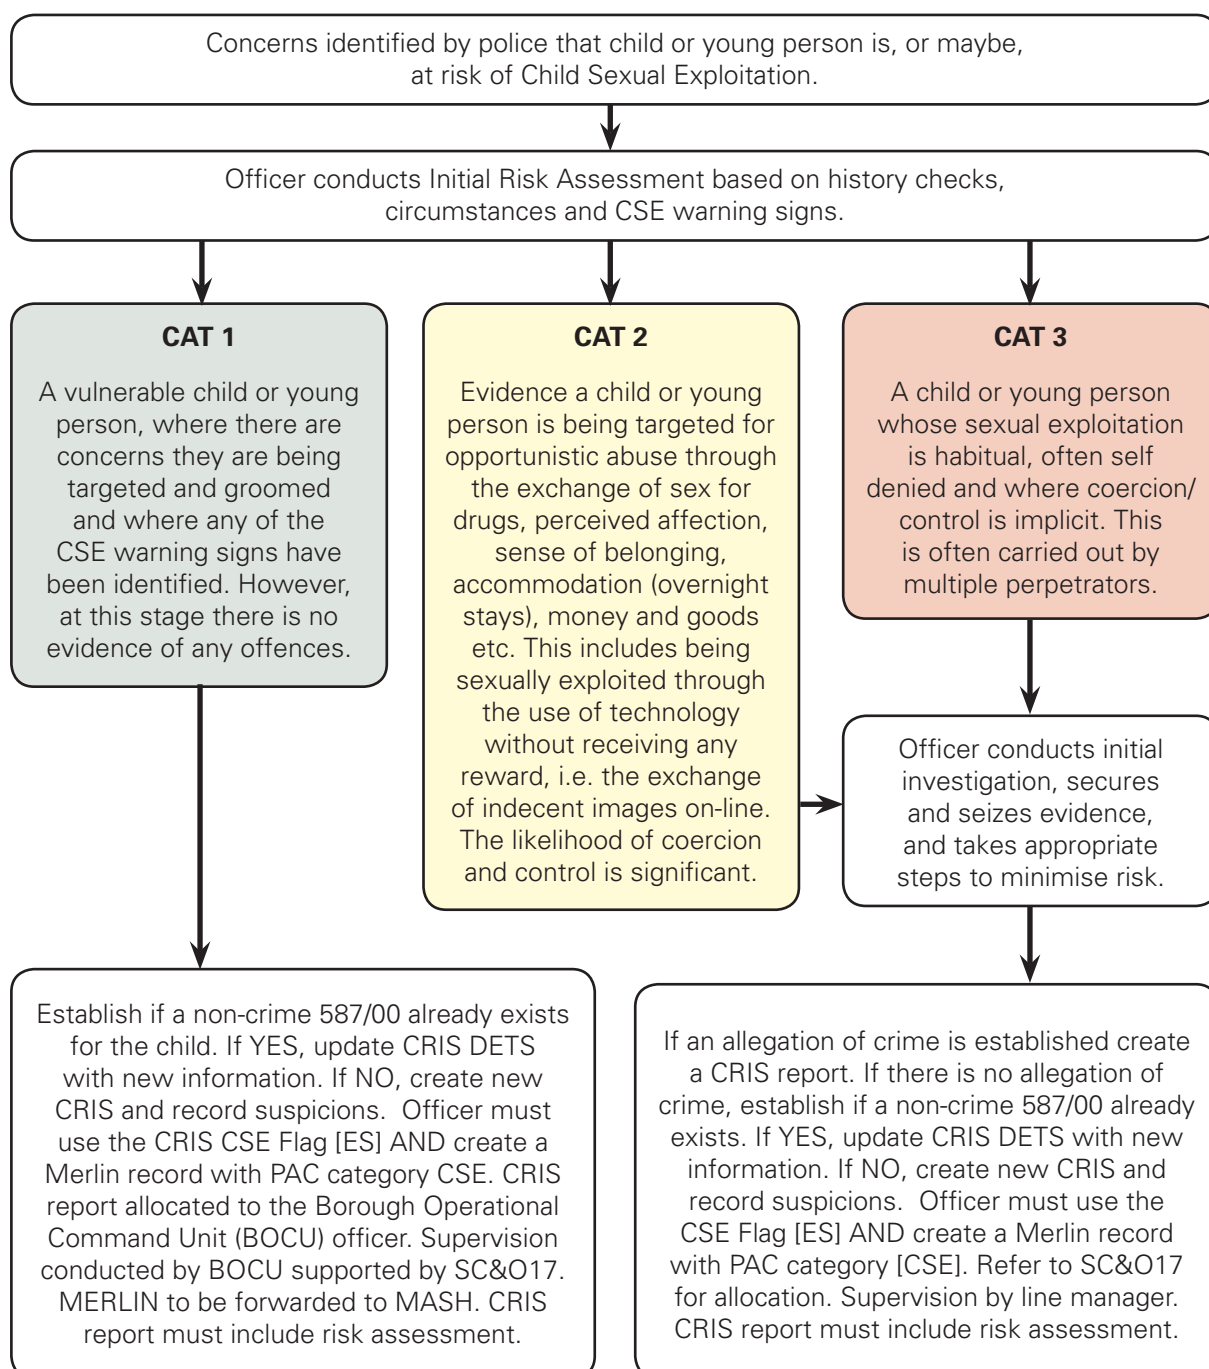 Concerns identified by police that child or young person is, or maybe,
at risk of Child Sexual Exploitation.
Officer conducts Initial Risk Assessment based on history checks,
circumstances and CSE warning signs.
CAT 1
A vulnerable child or young
person, where there are
concerns they are being
targeted and groomed
and where any of the
CSE warning signs have
been identified. However,
at this stage there is no
evidence of any offences.
CAT 2
Evidence a child or young
person is being targeted for
opportunistic abuse through
the exchange of sex for
drugs, perceived affection,
sense of belonging,
accommodation (overnight
stays), money and goods
etc. This includes being
sexually exploited through
the use of technology
without receiving any
reward, i.e. the exchange
of indecent images on-line.
The likelihood of coercion
and control is significant.
CAT 3
A child or young person
whose sexual exploitation
is habitual, often self
denied and where coercion/
control is implicit. This
is often carried out by
multiple perpetrators.
Officer conducts initial
investigation, secures
and seizes evidence,
and takes appropriate
steps to minimise risk.
Establish if a non-crime 587/00 already exists
for the child. If YES, update CRIS DETS
with new information. If NO, create new
CRIS and record suspicions.  Officer must
use the CRIS CSE Flag [ES] AND create a
Merlin record with PAC category CSE. CRIS
report allocated to the Borough Operational
Command Unit (BOCU) officer. Supervision
conducted by BOCU supported by SC&O17.
MERLIN to be forwarded to MASH. CRIS
report must include risk assessment.
If an allegation of crime is established create
a CRIS report. If there is no allegation of
crime, establish if a non-crime 587/00 already
exists. If YES, update CRIS DETS with new
information. If NO, create new CRIS and
record suspicions.  Officer must use the
CSE Flag [ES] AND create a Merlin record
with PAC category [CSE]. Refer to SC&O17
for allocation. Supervision by line manager.
CRIS report must include risk assessment.